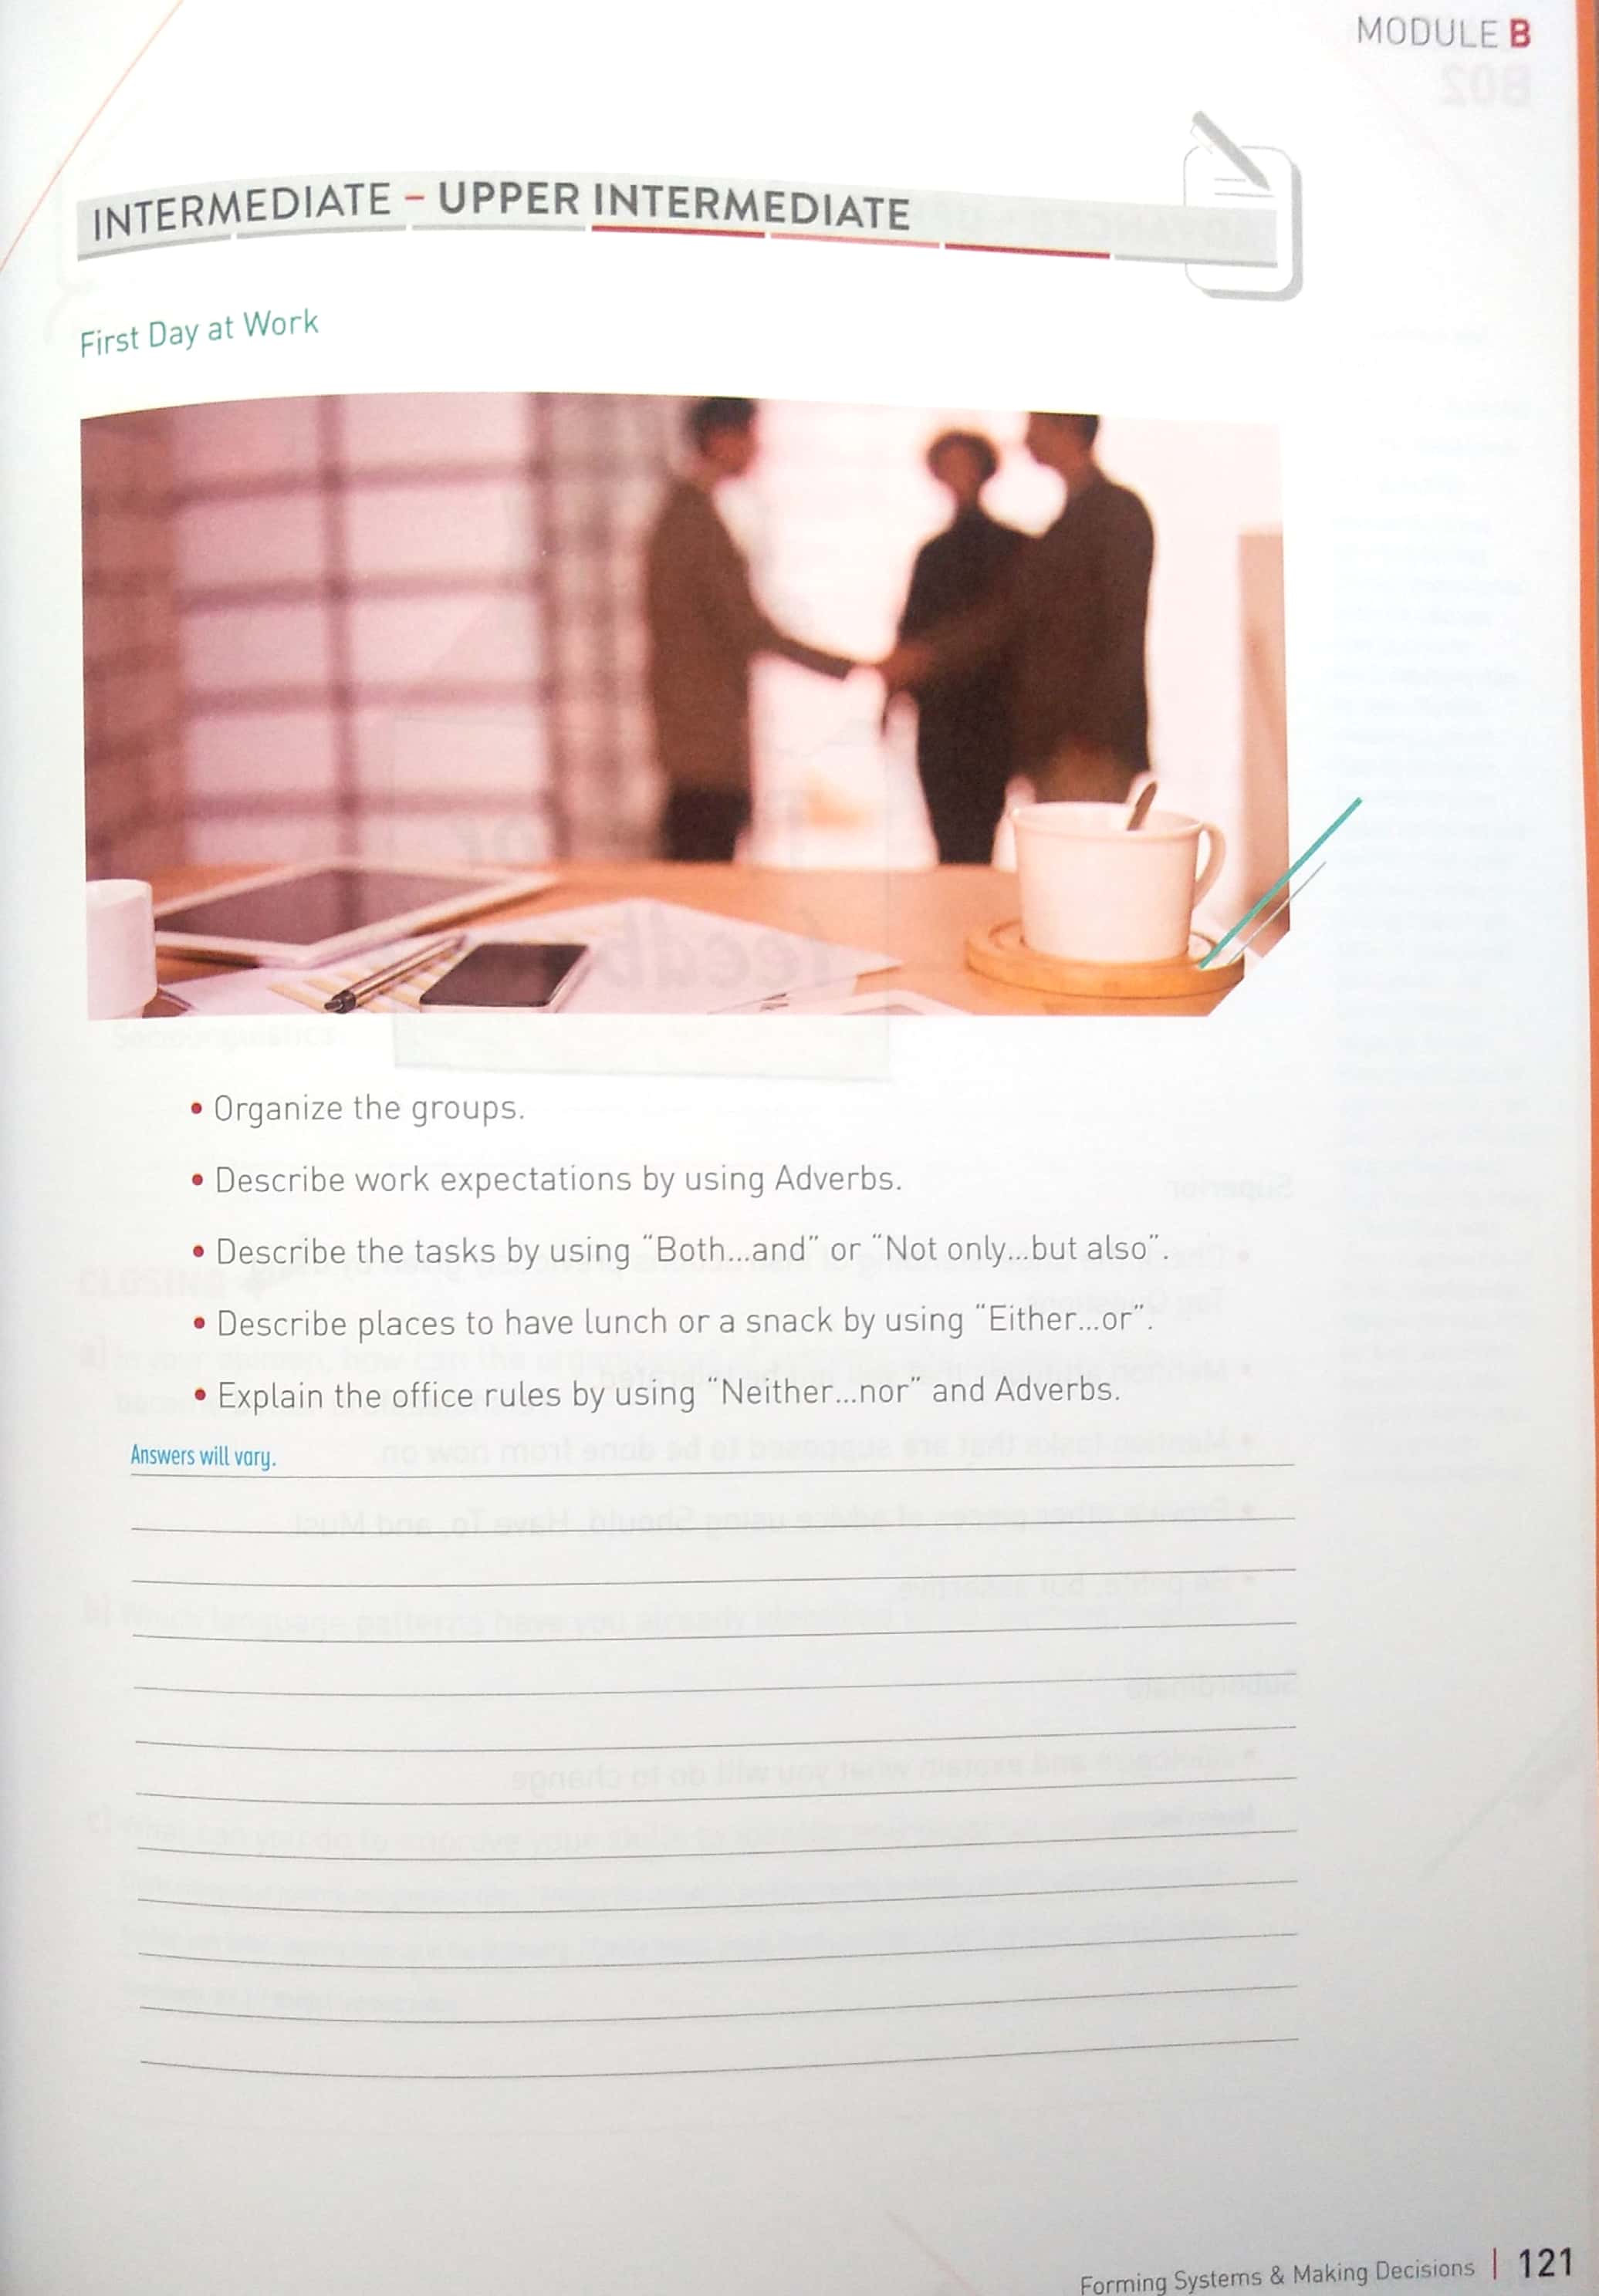 MODULE B
INTERMEDIATE – UPPER INTERMEDIATE
First Day at Work
• Organize the groups.
• Describe work expectations by using Adverbs.
• Describe the tasks by using “Both...and” or “Not only...but also”.
• Describe places to have lunch or a snack by using “Either...or”.
• Explain the office rules by using “Neither...nor” and Adverbs.
Answers will vary.
Forming Systems & Making Decisions | 121